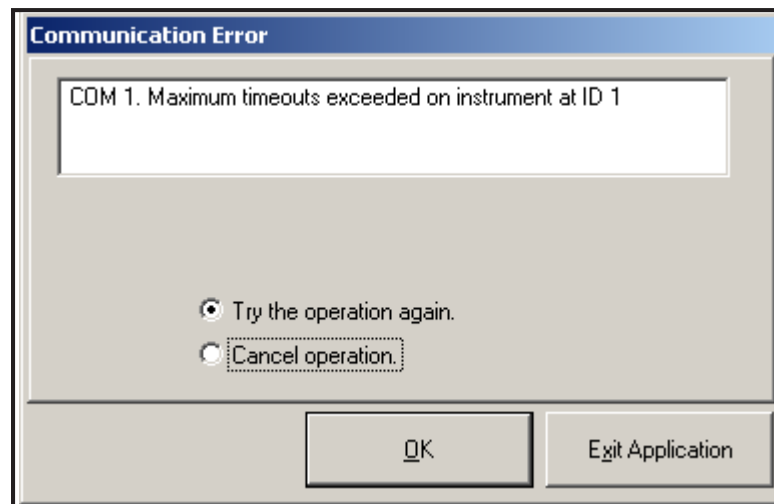 Communication Error
COM 1. Maximum timeouts exceeded on instrument at ID 1
Try the operation again.
Cancel operation.
OK
Exit Application